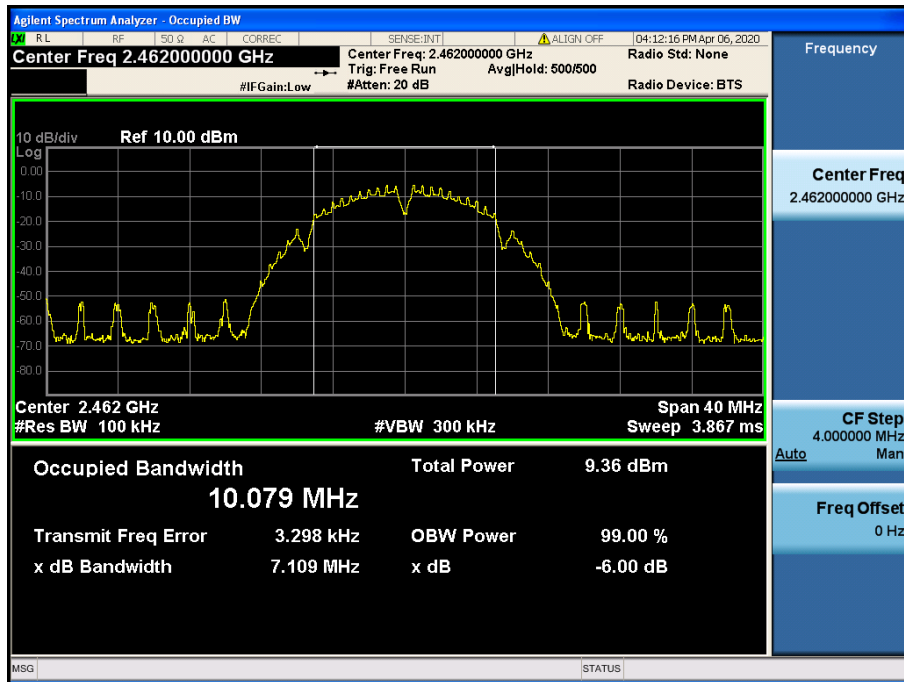 Agilent Spectrum Analyzer - Occupied BW
LXI RL RF 50 Ω AC CORREC SENSE:INT ALIGN OFF 04:12:16 PM Apr 06, 2020
Center Freq 2.462000000 GHz
Center Freq: 2.462000000 GHz
Radio Std: None
Trig: Free Run
Avg|Hold: 500/500
#IFGain:Low
#Atten: 20 dB
Radio Device: BTS
10 dB/div
Ref 10.00 dBm
Log
0.00
-10.0
-20.0
-30.0
-40.0
-50.0
-60.0
-70.0
-80.0
Center 2.462 GHz
Span 40 MHz
#Res BW 100 kHz
#VBW 300 kHz
Sweep 3.867 ms
Occupied Bandwidth
10.079 MHz
Total Power 9.36 dBm
Transmit Freq Error 3.298 kHz
OBW Power 99.00 %
x dB Bandwidth 7.109 MHz
x dB -6.00 dB
Frequency
Center Freq
2.462000000 GHz
CF Step
4.000000 MHz
Auto Man
Freq Offset
0 Hz
MSG
STATUS